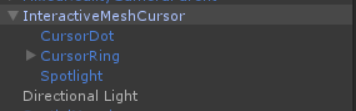 InteractiveMeshCursor
CursorDot
CursorRing
Spotlight
Directional Light